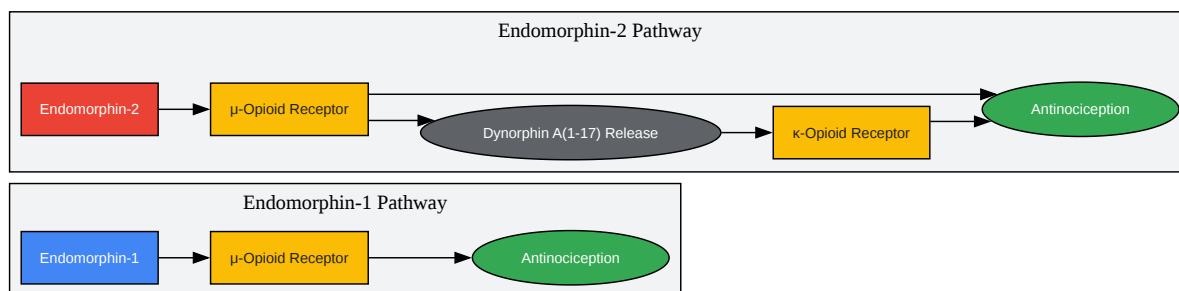 Endomorphin-2 Pathway
Endomorphin-2
μ-Opioid Receptor
Dynorphin A(1-17) Release
κ-Opioid Receptor
Antinociception
Endomorphin-1 Pathway
Endomorphin-1
μ-Opioid Receptor
Antinociception